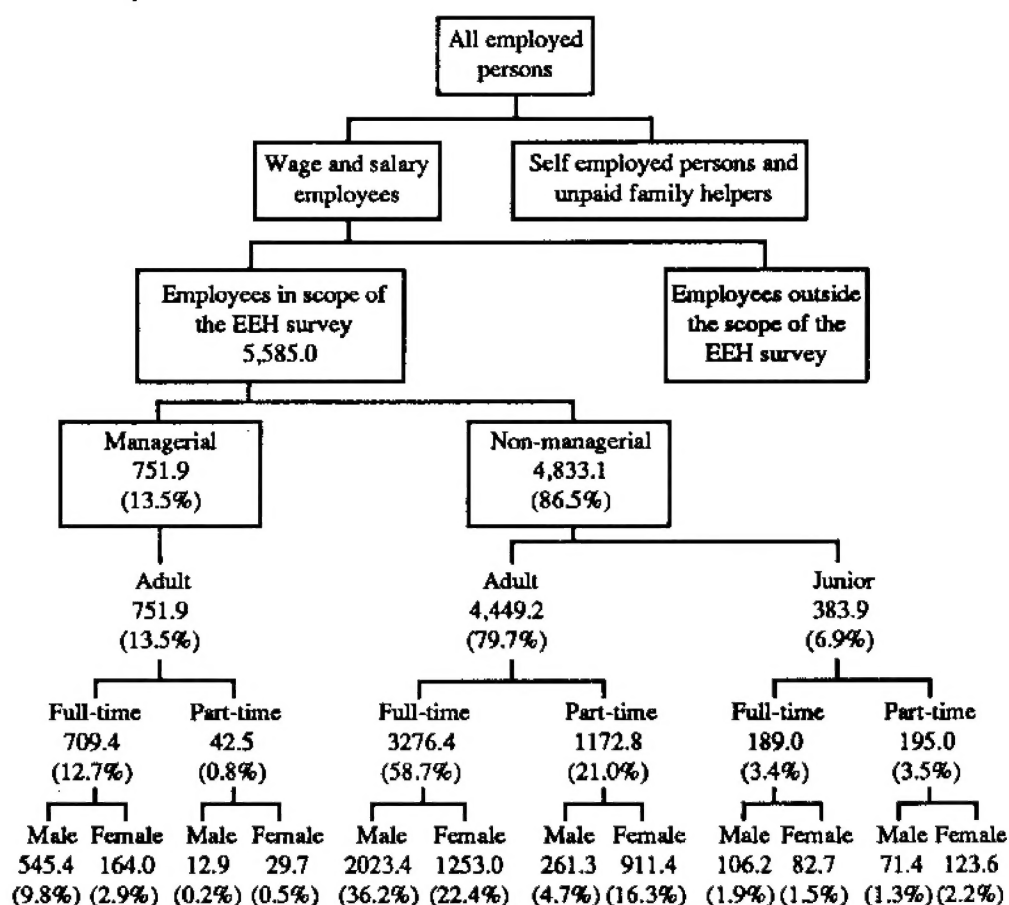 All employed
persons
Wage and salary
employees
Self employed persons and
unpaid family helpers
Employees in scope of
the EEH survey
5,585.0
Employees outside
the scope of the
EEH survey
Managerial
751.9
(13.5%)
Non-managerial
4,833.1
(86.5%)
Adult
751.9
(13.5%)
Adult
4,449.2
(79.7%)
Junior
383.9
(6.9%)
Full-time
709.4
(12.7%)
Part-time
42.5
(0.8%)
Full-time
3276.4
(58.7%)
Part-time
1172.8
(21.0%)
Full-time
189.0
(3.4%)
Part-time
195.0
(3.5%)
Male Female Male Female Male Female Male Female Male Female Male Female
545.4 164.0 12.9 29.7 2023.4 1253.0 261.3 911.4 106.2 82.7 71.4 123.6
(9.8%) (2.9%) (0.2%) (0.5%) (36.2%) (22.4%) (4.7%) (16.3%) (1.9%) (1.5%) (1.3%) (2.2%)